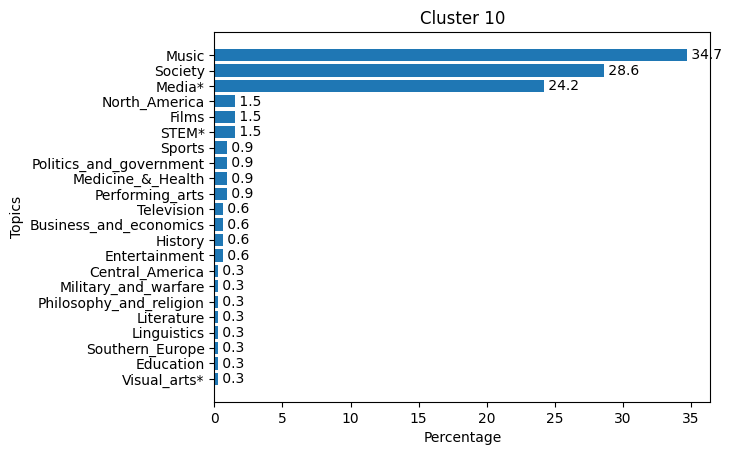 Cluster 10
Topics
Music 34.7
Society 28.6
Media* 24.2
North_America 1.5
Films 1.5
STEM* 1.5
Sports 0.9
Politics_and_government 0.9
Medicine_&_Health 0.9
Performing_arts 0.9
Television 0.6
Business_and_economics 0.6
History 0.6
Entertainment 0.6
Central_America 0.3
Military_and_warfare 0.3
Philosophy_and_religion 0.3
Literature 0.3
Linguistics 0.3
Southern_Europe 0.3
Education 0.3
Visual_arts* 0.3
0 5 10 15 20 25 30 35
Percentage